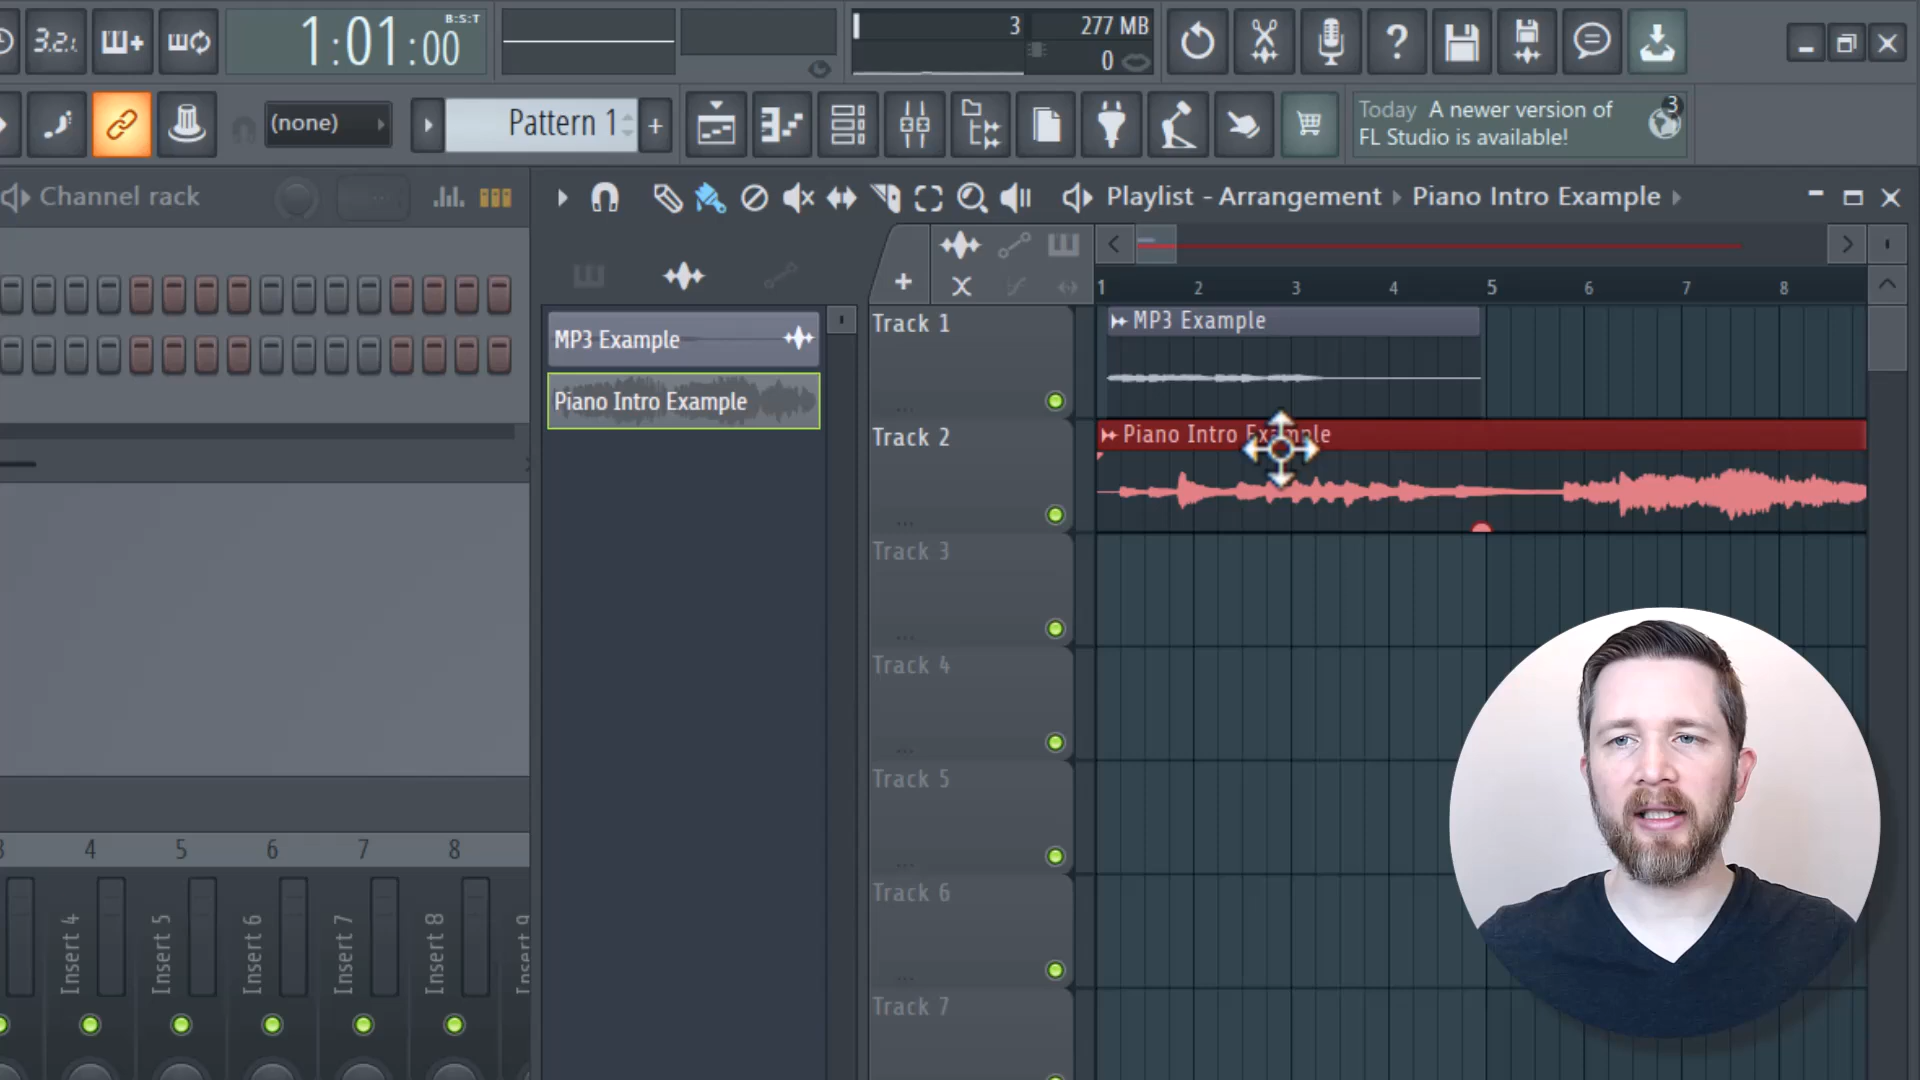 3.2.
1:01:00
B:S:T
3
277 MB
0
(none)
Pattern 1
+
Today A newer version of
FL Studio is available!
3
Channel rack
Playlist - Arrangement
Piano Intro Example
1 2 3 4 5 6 7 8
MP3 Example
Piano Intro Example
Track 1
MP3 Example
Track 2
Piano Intro Example
Track 3
Track 4
Track 5
Track 6
Track 7
3 4 5 6 7 8
Insert 4
Insert 5
Insert 6
Insert 7
Insert 8